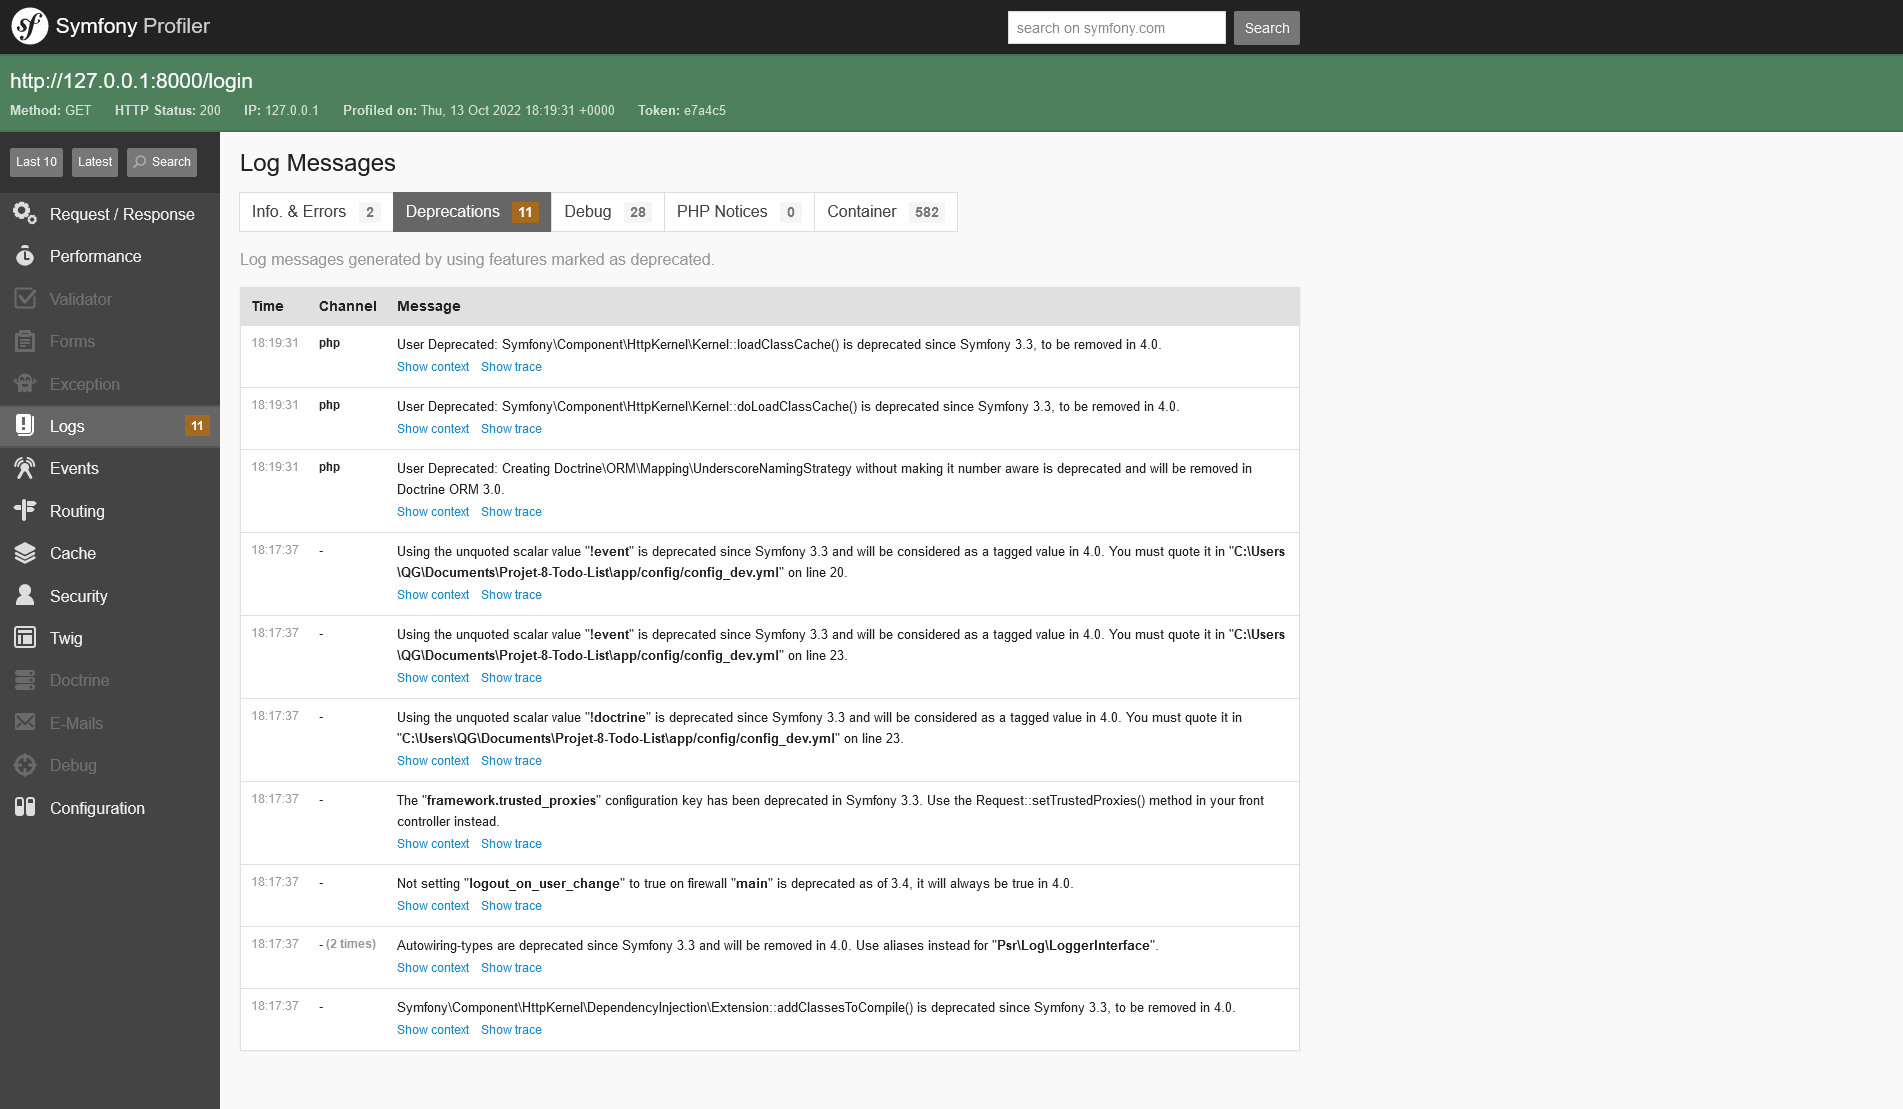 Symfony Profiler
search on symfony.com
Search
http://127.0.0.1:8000/login
Method: GET HTTP Status: 200 IP: 127.0.0.1 Profiled on: Thu, 13 Oct 2022 18:19:31 +0000 Token: e7a4c5
Last 10
Latest
Search
Request / Response
Performance
Validator
Forms
Exception
Logs 11
Events
Routing
Cache
Security
Twig
Doctrine
E-Mails
Debug
Configuration
Log Messages
Info. & Errors 2
Deprecations 11
Debug 28
PHP Notices 0
Container 582
Log messages generated by using features marked as deprecated.
Time Channel Message
18:19:31 php User Deprecated: Symfony\Component\HttpKernel\Kernel::loadClassCache() is deprecated since Symfony 3.3, to be removed in 4.0.
Show context Show trace
18:19:31 php User Deprecated: Symfony\Component\HttpKernel\Kernel::doLoadClassCache() is deprecated since Symfony 3.3, to be removed in 4.0.
Show context Show trace
18:19:31 php User Deprecated: Creating Doctrine\ORM\Mapping\UnderscoreNamingStrategy without making it number aware is deprecated and will be removed in
Doctrine ORM 3.0.
Show context Show trace
18:17:37 - Using the unquoted scalar value "!event" is deprecated since Symfony 3.3 and will be considered as a tagged value in 4.0. You must quote it in "C:\Users
\QG\Documents\Projet-8-Todo-List\app/config/config_dev.yml" on line 20.
Show context Show trace
18:17:37 - Using the unquoted scalar value "!event" is deprecated since Symfony 3.3 and will be considered as a tagged value in 4.0. You must quote it in "C:\Users
\QG\Documents\Projet-8-Todo-List\app/config/config_dev.yml" on line 23.
Show context Show trace
18:17:37 - Using the unquoted scalar value "!doctrine" is deprecated since Symfony 3.3 and will be considered as a tagged value in 4.0. You must quote it in
"C:\Users\QG\Documents\Projet-8-Todo-List\app/config/config_dev.yml" on line 23.
Show context Show trace
18:17:37 - The "framework.trusted_proxies" configuration key has been deprecated in Symfony 3.3. Use the Request::setTrustedProxies() method in your front
controller instead.
Show context Show trace
18:17:37 - Not setting "logout_on_user_change" to true on firewall "main" is deprecated as of 3.4, it will always be true in 4.0.
Show context Show trace
18:17:37 - (2 times) Autowiring-types are deprecated since Symfony 3.3 and will be removed in 4.0. Use aliases instead for "Psr\Log\LoggerInterface".
Show context Show trace
18:17:37 - Symfony\Component\HttpKernel\DependencyInjection\Extension::addClassesToCompile() is deprecated since Symfony 3.3, to be removed in 4.0.
Show context Show trace